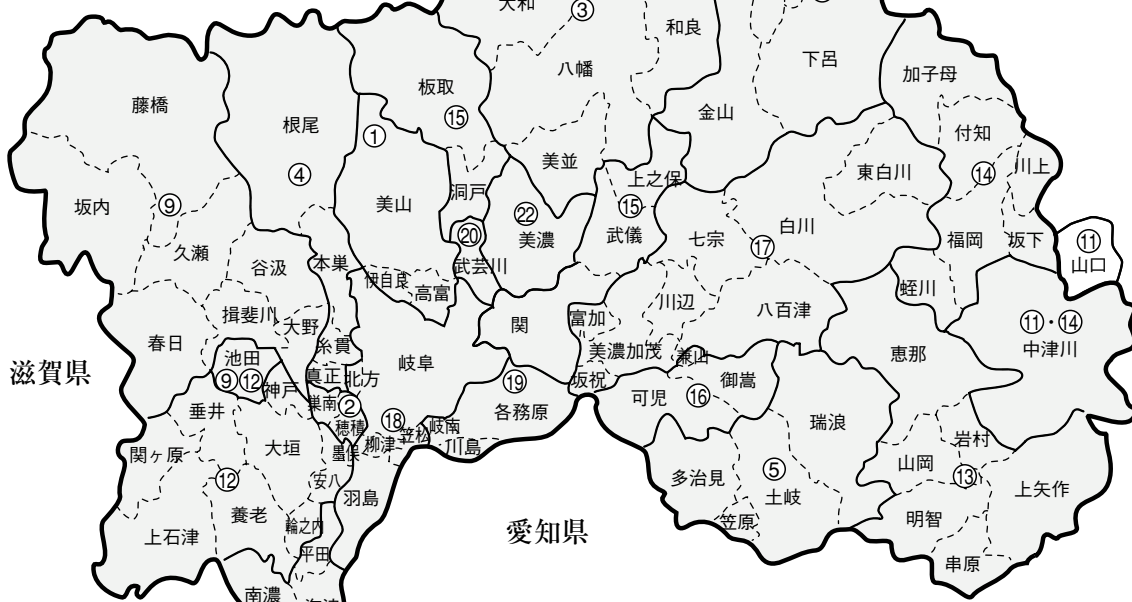 大和
③
和良
八幡
下呂
加子母
藤橋
板取
⑮
金山
付知
根尾
①
④
美並
東白川
⑭
川上
上之保
坂内
⑨
美山
洞戸
㉒
美濃
⑮
武儀
⑳
七宗
白川
⑰
福岡
坂下
⑪
山口
久瀬
谷汲
本巣
武芸川
伊自良
高富
蛭川
揖斐川
大野
川辺
八百津
富加
関
⑪・⑭
中津川
春日
糸貫
岐阜
美濃加茂
兼山
恵那
滋賀県
池田
⑨⑫
神戸
真正
北方
⑲
坂祝
御嵩
可児
⑯
巣南
②
各務原
垂井
⑱
穂積
笠松
岐南
瑞浪
大垣
墨俣
柳津
川島
岩村
関ヶ原
山岡
⑬
⑫
安八
多治見
⑤
土岐
上矢作
羽島
養老
輪之内
笠原
明智
愛知県
上石津
平田
串原
南濃